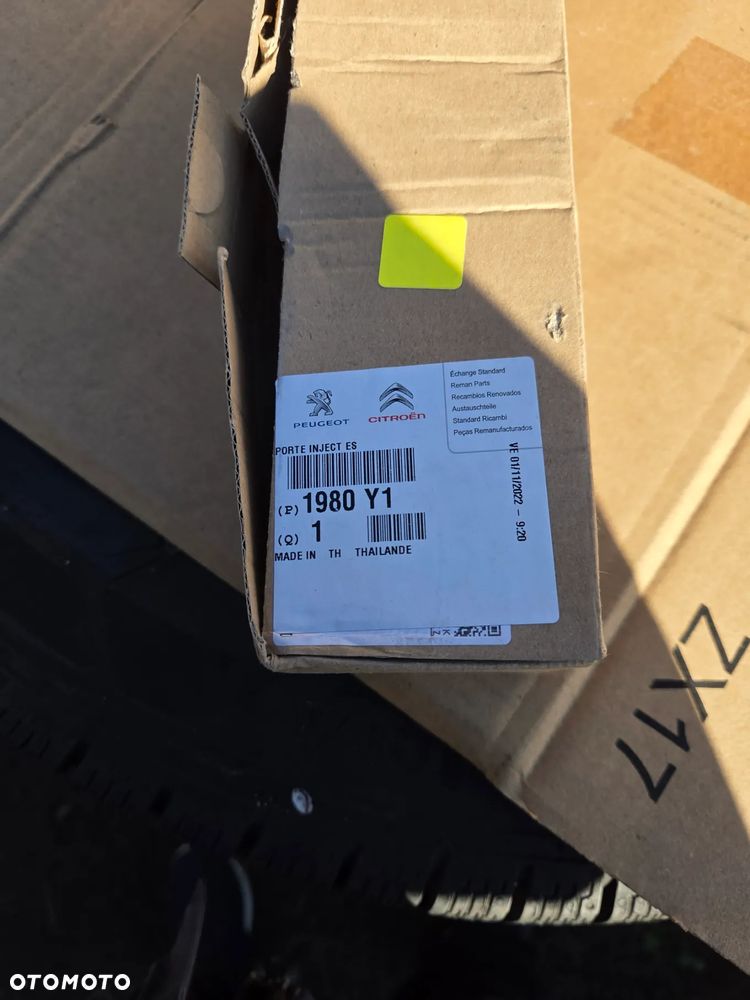 PEUGEOT
CITROËN
Échange Standard
Reman Parts
Recambios Renovados
Austauschteile
Standard Ricambi
Peças Remanufacturados
PORTE INJECT ES
(P) 1980 Y1
(Q) 1
MADE IN TH THAILANDE
VE 01/11/2022 - 9:20
ZX17
OTOMOTO